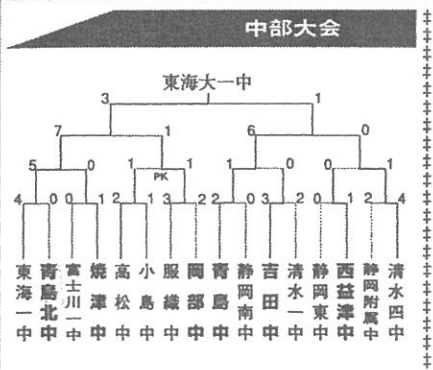 中部大会
東海大一中
3 1
7 1 6 0
5 0 1 1 1 0 0 1
PK
4 0 0 1 2 1 3 2 2 0 3 2 0 1 2 4
東海一中
青島北中
富士川一中
焼津中
高松中
小島中
服織中
岡部中
青島中
静岡南中
吉田中
清水一中
静岡東中
西益津中
静岡附属中
清水四中